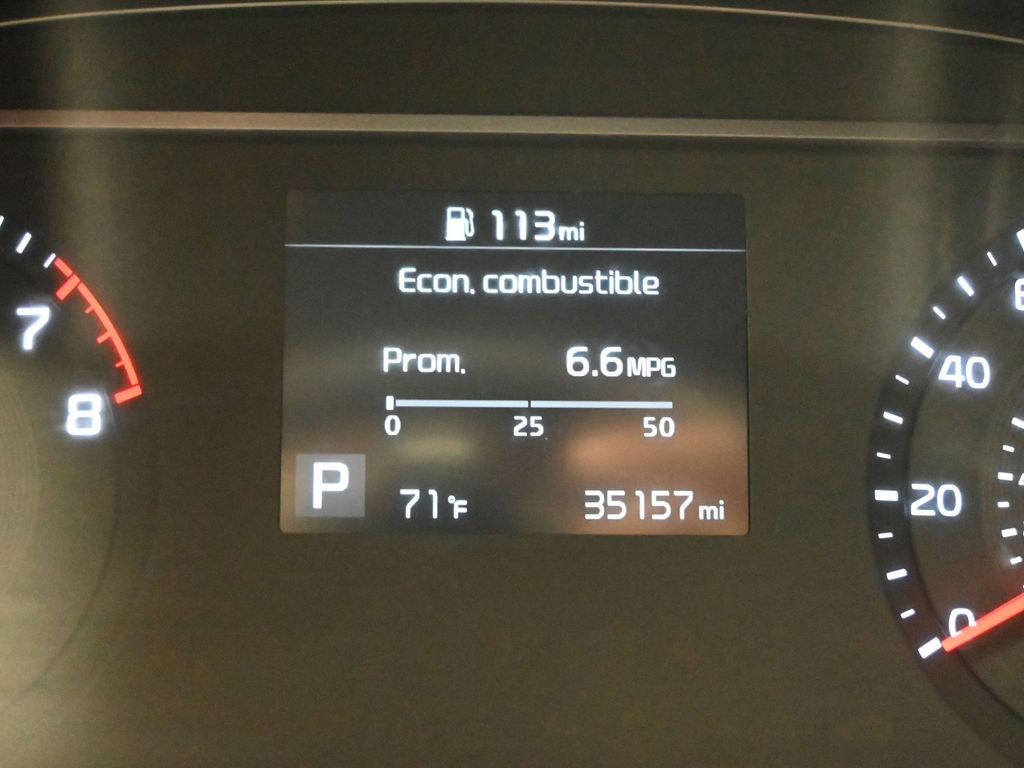 113mi
Econ. combustible
Prom. 6.6MPG
0 25 50
P 71°F 35157mi
7
8
40
20
0